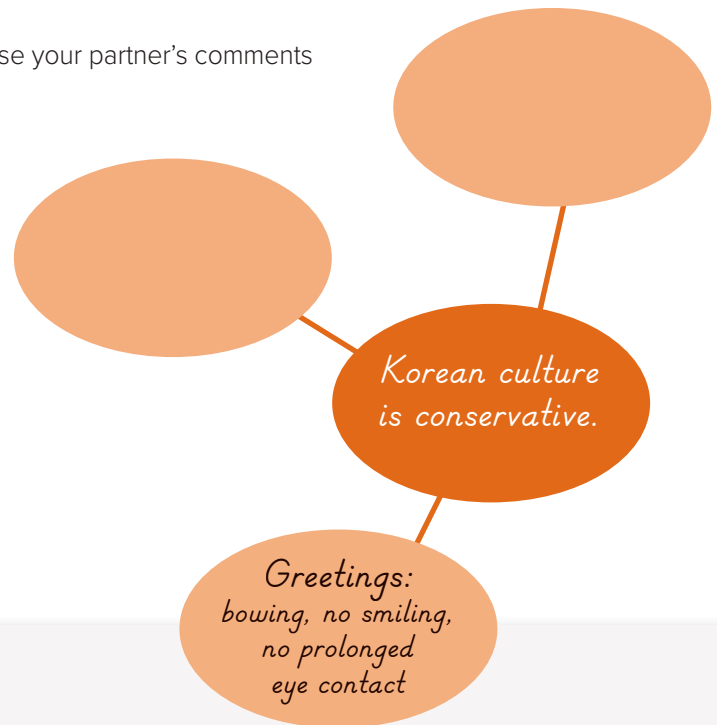 se your partner's comments
Korean culture
is conservative.
Greetings:
bowing, no smiling,
no prolonged
eye contact